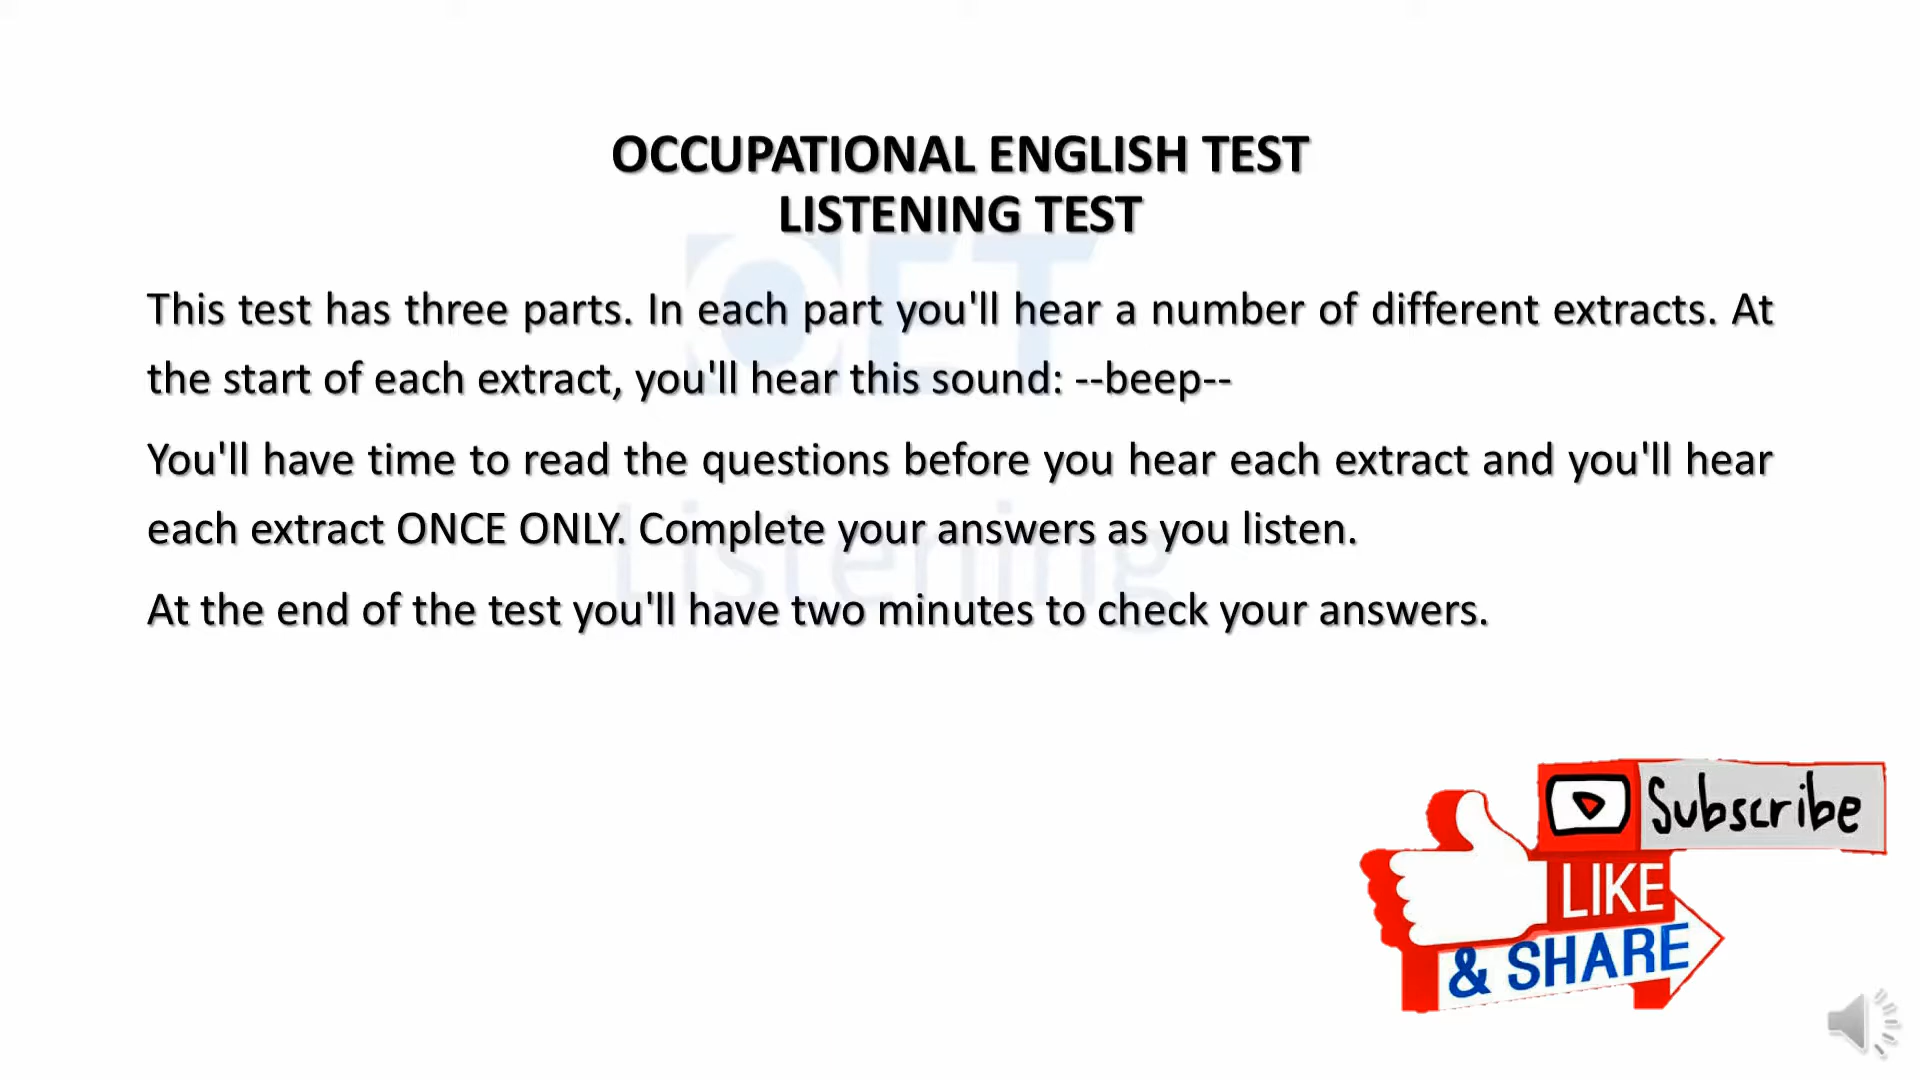 OCCUPATIONAL ENGLISH TEST
LISTENING TEST
OET
This test has three parts. In each part you'll hear a number of different extracts. At
the start of each extract, you'll hear this sound: --beep--
You'll have time to read the questions before you hear each extract and you'll hear
each extract ONCE ONLY. Complete your answers as you listen.
Listening
At the end of the test you'll have two minutes to check your answers.
Subscribe
LIKE
& SHARE